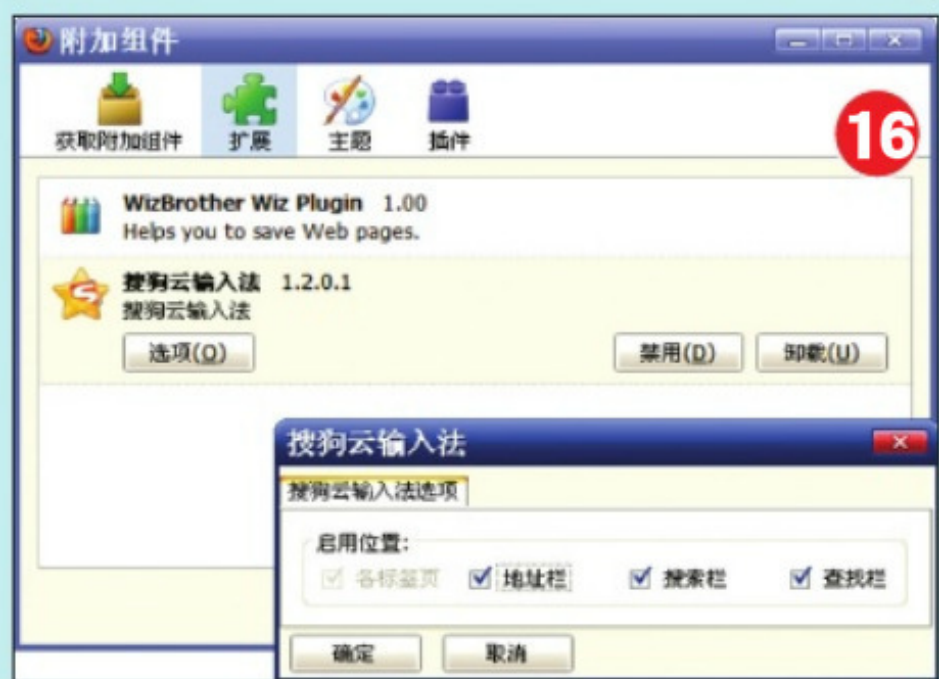 附加组件
获取附加组件 扩展 主题 插件
16
WizBrother Wiz Plugin 1.00
Helps you to save Web pages.
搜狗云输入法 1.2.0.1
搜狗云输入法
选项(O) 禁用(D) 卸载(U)
搜狗云输入法
搜狗云输入法选项
启用位置:
各标签页 地址栏 搜索栏 查找栏
确定 取消